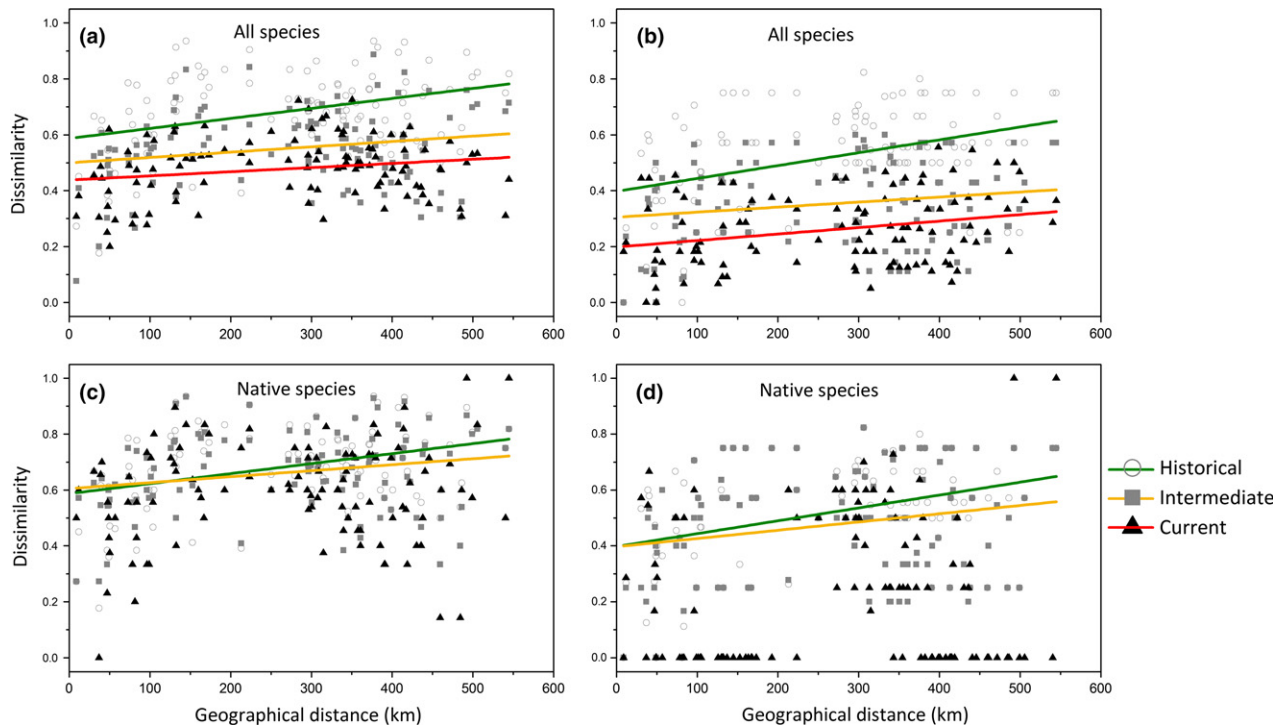 (a)
All species
(b)
All species
1.0
0.8
0.6
0.4
0.2
0.0
Dissimilarity
0 100 200 300 400 500 600
1.0
0.8
0.6
0.4
0.2
0.0
0 100 200 300 400 500 600
(c)
Native species
(d)
Native species
1.0
0.8
0.6
0.4
0.2
0.0
Dissimilarity
0 100 200 300 400 500 600
Geographical distance (km)
1.0
0.8
0.6
0.4
0.2
0.0
0 100 200 300 400 500 600
Geographical distance (km)
Historical
Intermediate
Current